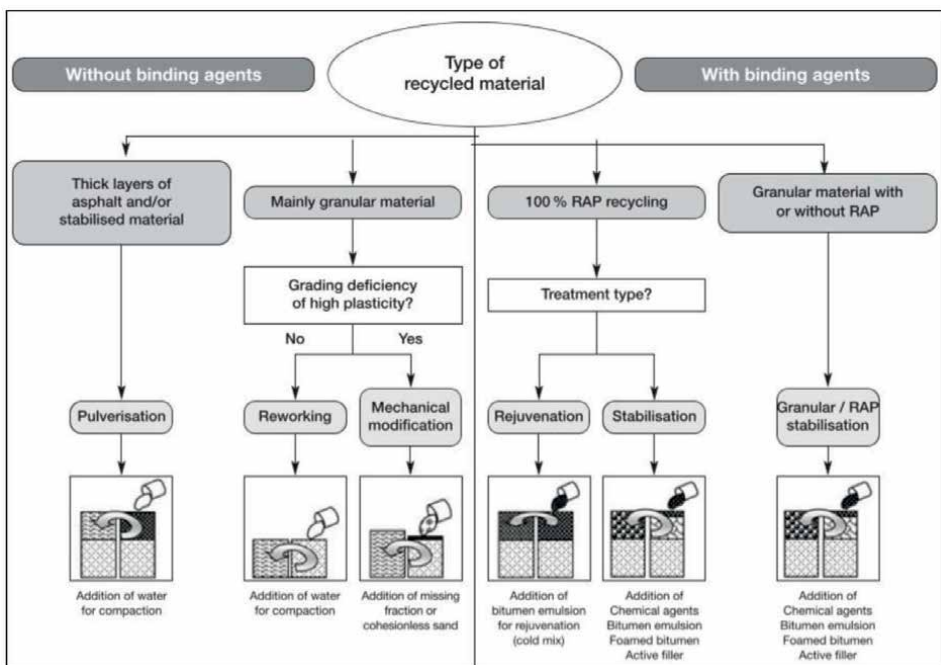 Without binding agents
Type of
recycled material
With binding agents
Thick layers of
asphalt and/or
stabilised material
Mainly granular material
100 % RAP recycling
Granular material with
or without RAP
Grading deficiency
of high plasticity?
Treatment type?
No
Yes
Pulverisation
Reworking
Mechanical
modification
Rejuvenation
Stabilisation
Granular / RAP
stabilisation
Addition of water
for compaction
Addition of water
for compaction
Addition of missing
fraction or
cohesionless sand
Addition of
bitumen emulsion
for rejuvenation
(cold mix)
Addition of
Chemical agents
Bitumen emulsion
Foamed bitumen
Active filler
Addition of
Chemical agents
Bitumen emulsion
Foamed bitumen
Active filler